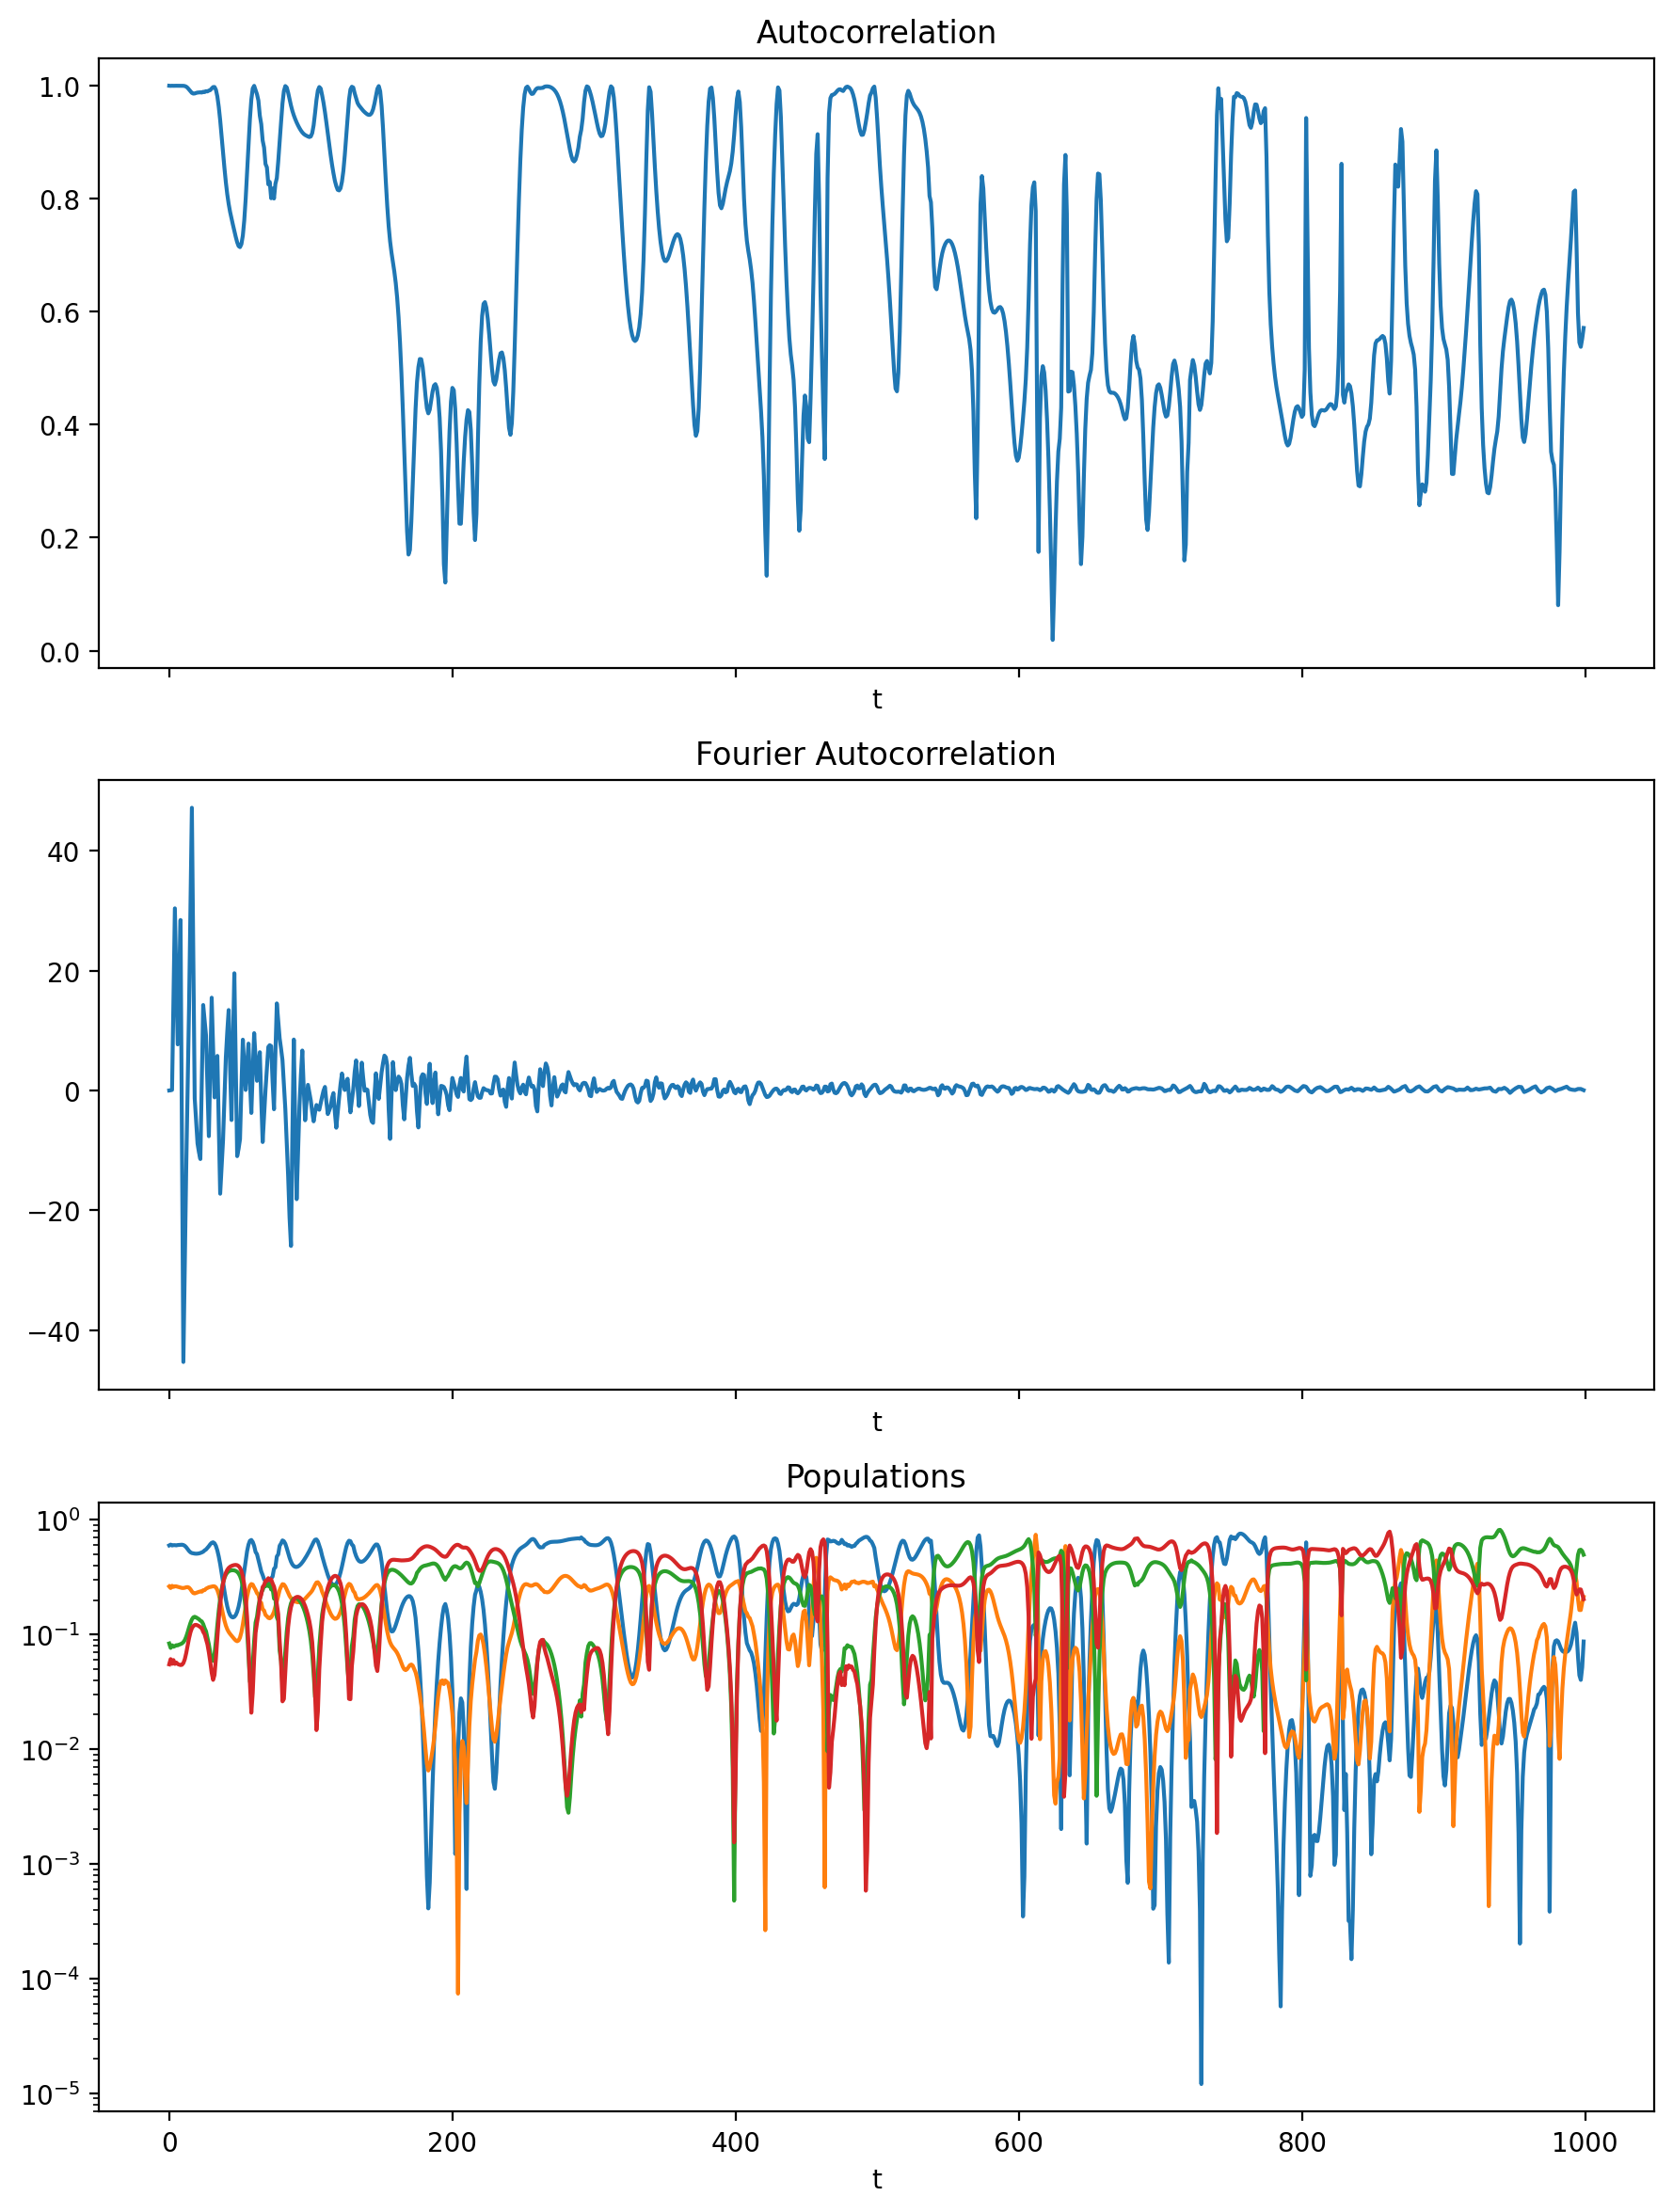 Autocorrelation
1.0
0.8
0.6
0.4
0.2
0.0
t
Fourier Autocorrelation
40
20
0
−20
−40
t
Populations
10⁰
10⁻¹
10⁻²
10⁻³
10⁻⁴
10⁻⁵
0 200 400 600 800 1000
t